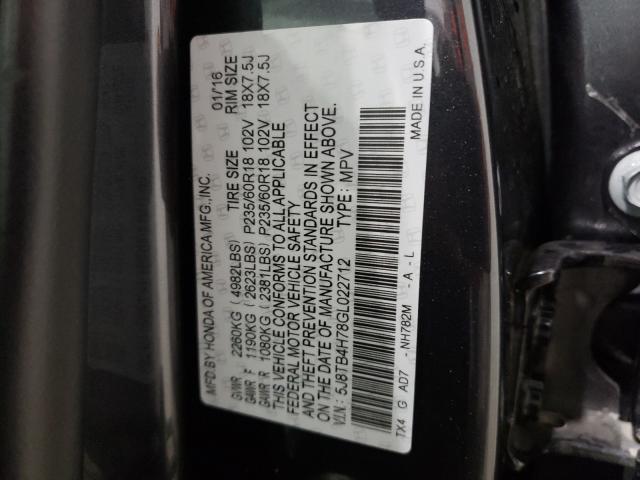 MFD.BY HONDA OF AMERICA MFG.,INC. 01/16
TIRE SIZE RIM SIZE
GVWR 2260KG ( 4982LBS)
GAWR F 1190KG ( 2623LBS) P235/60R18 102V 18X7.5J
GAWR R 1080KG ( 2381LBS) P235/60R18 102V 18X7.5J
THIS VEHICLE CONFORMS TO ALL APPLICABLE
FEDERAL MOTOR VEHICLE SAFETY
AND THEFT PREVENTION STANDARDS IN EFFECT
ON THE DATE OF MANUFACTURE SHOWN ABOVE.
V.I.N.: 5J8TB4H78GL022712 TYPE: MPV
TX4 G AD7 -NH782M -A-L MADE IN U.S.A.